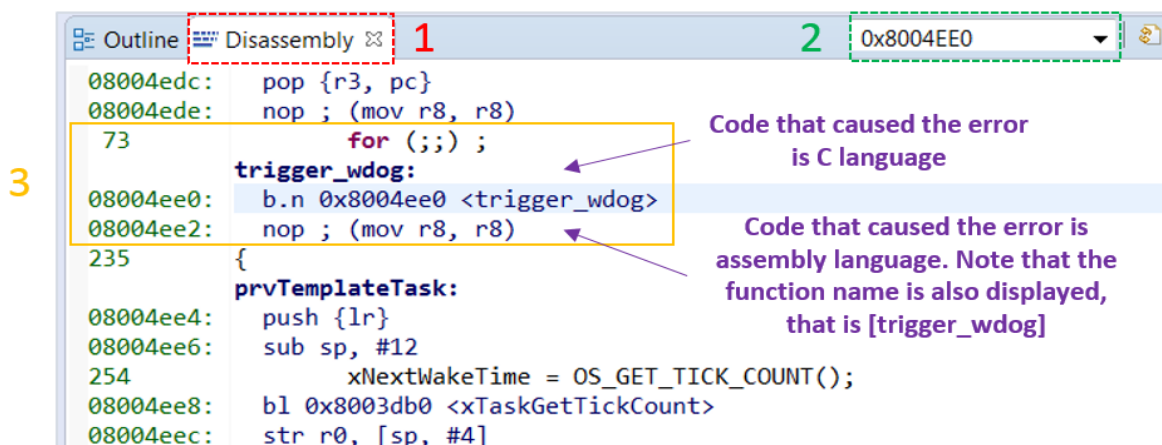 Outline Disassembly 1 2 0x8004EE0
08004edc: pop {r3, pc}
08004ede: nop ; (mov r8, r8)
73 for (;;) ;
trigger_wdog:
08004ee0: b.n 0x8004ee0 <trigger_wdog>
08004ee2: nop ; (mov r8, r8)
235 {
prvTemplateTask:
08004ee4: push {lr}
08004ee6: sub sp, #12
254 xNextWakeTime = OS_GET_TICK_COUNT();
08004ee8: bl 0x8003db0 <xTaskGetTickCount>
08004eec: str r0, [sp, #4]
3
Code that caused the error
is C language
Code that caused the error is
assembly language. Note that the
function name is also displayed,
that is [trigger_wdog]